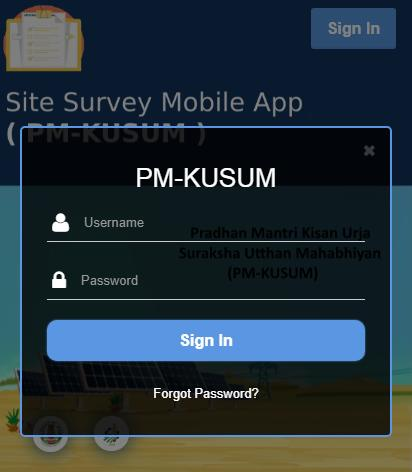 Sign In
Site Survey Mobile App
( PM-KUSUM )
✖
PM-KUSUM
Username
Pradhan Mantri Kisan Urja
Suraksha Utthan Mahabhiyan
(PM-KUSUM)
Password
Sign In
Forgot Password?